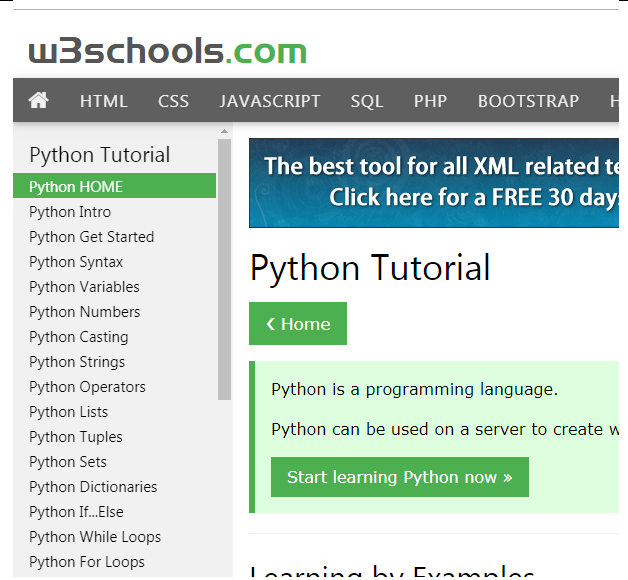 w3schools.com
HTML CSS JAVASCRIPT SQL PHP BOOTSTRAP H
Python Tutorial
Python HOME
Python Intro
Python Get Started
Python Syntax
Python Variables
Python Numbers
Python Casting
Python Strings
Python Operators
Python Lists
Python Tuples
Python Sets
Python Dictionaries
Python If...Else
Python While Loops
Python For Loops
The best tool for all XML related te
Click here for a FREE 30 days
Python Tutorial
❮ Home
Python is a programming language.
Python can be used on a server to create w
Start learning Python now »
Learning by Examples